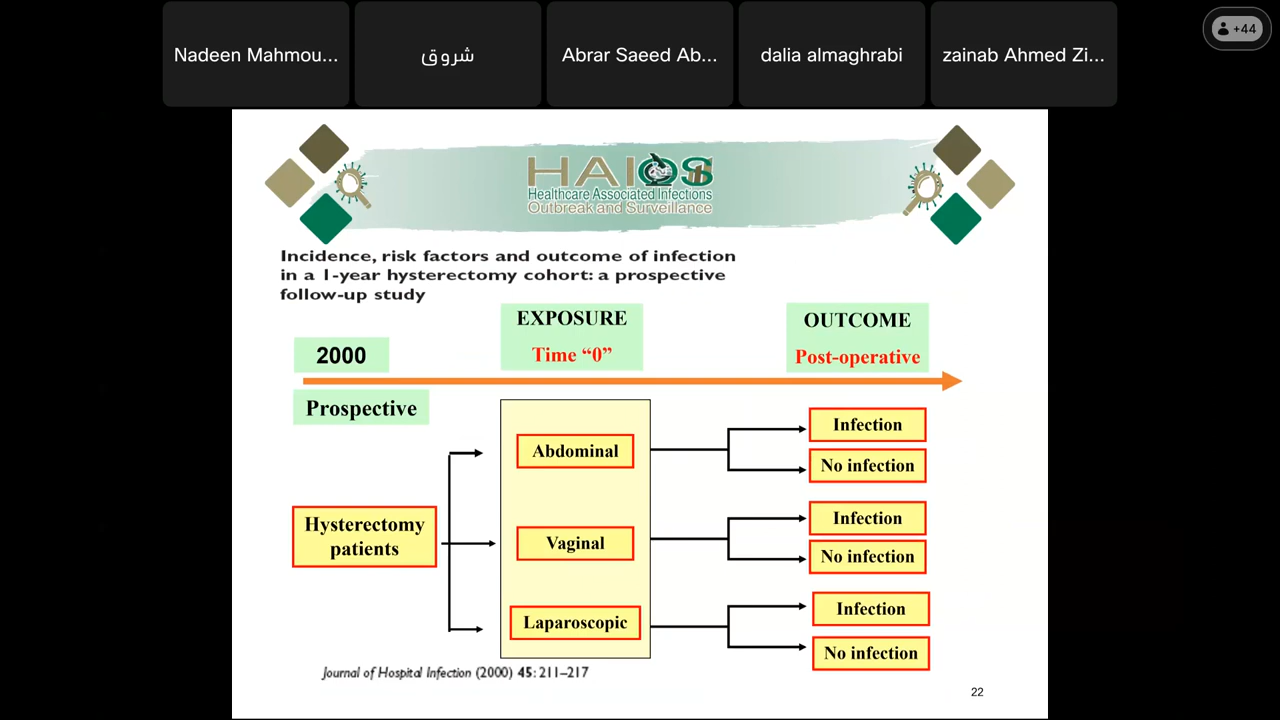 Nadeen Mahmou...
شروق
Abrar Saeed Ab...
dalia almaghrabi
zainab Ahmed Zi...
+44
HAIOS
Healthcare Associated Infections
Outbreak and Surveillance
Incidence, risk factors and outcome of infection
in a 1-year hysterectomy cohort: a prospective
follow-up study
EXPOSURE
Time “0”
OUTCOME
Post-operative
2000
Prospective
Hysterectomy
patients
Abdominal
Vaginal
Laparoscopic
Infection
No infection
Infection
No infection
Infection
No infection
Journal of Hospital Infection (2000) 45: 211–217
22